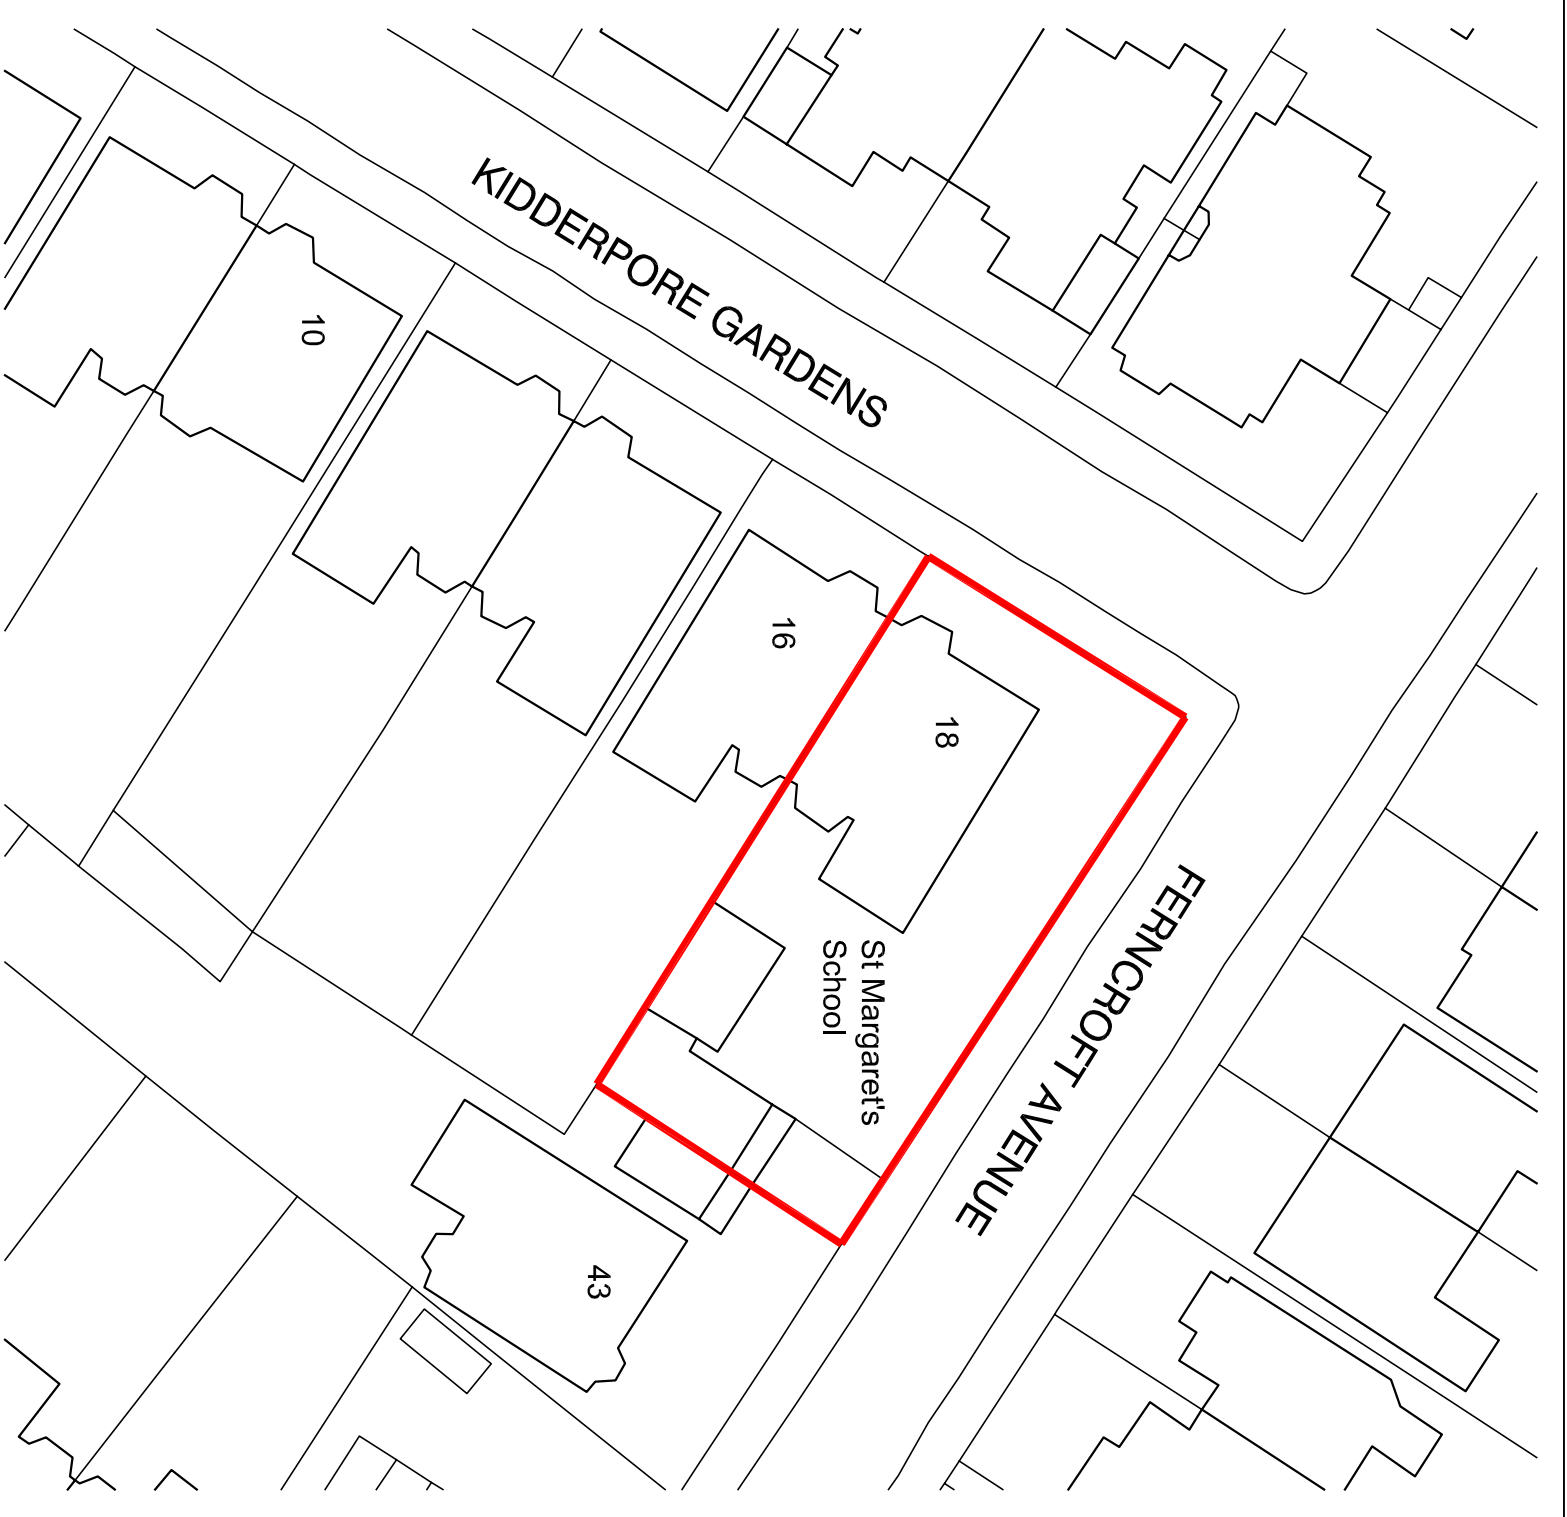 KIDDERPORE GARDENS
10
16
18
St Margaret's
School
FERNCROFT AVENUE
43